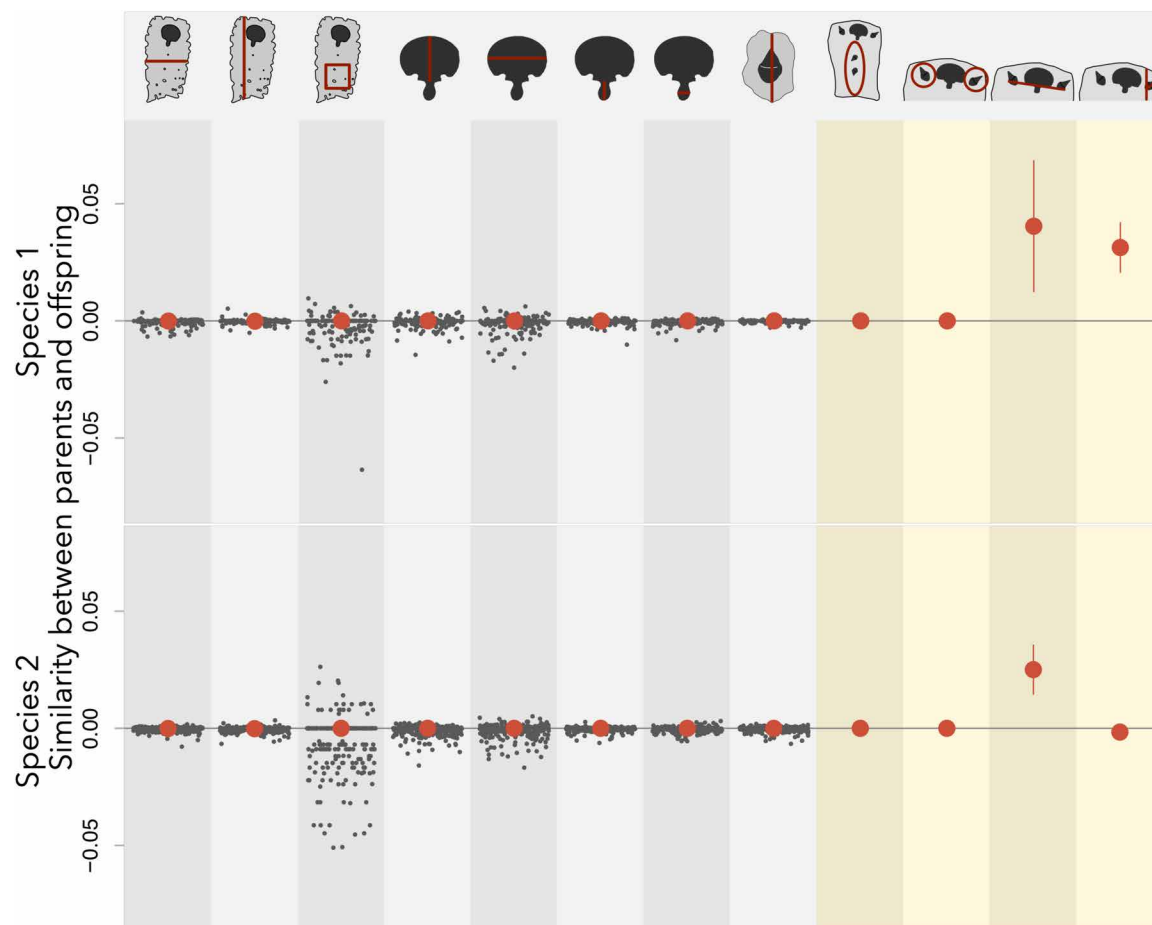 Species 1
Similarity between parents and offspring
0.05
0.00
−0.05
Species 2
0.05
0.00
−0.05